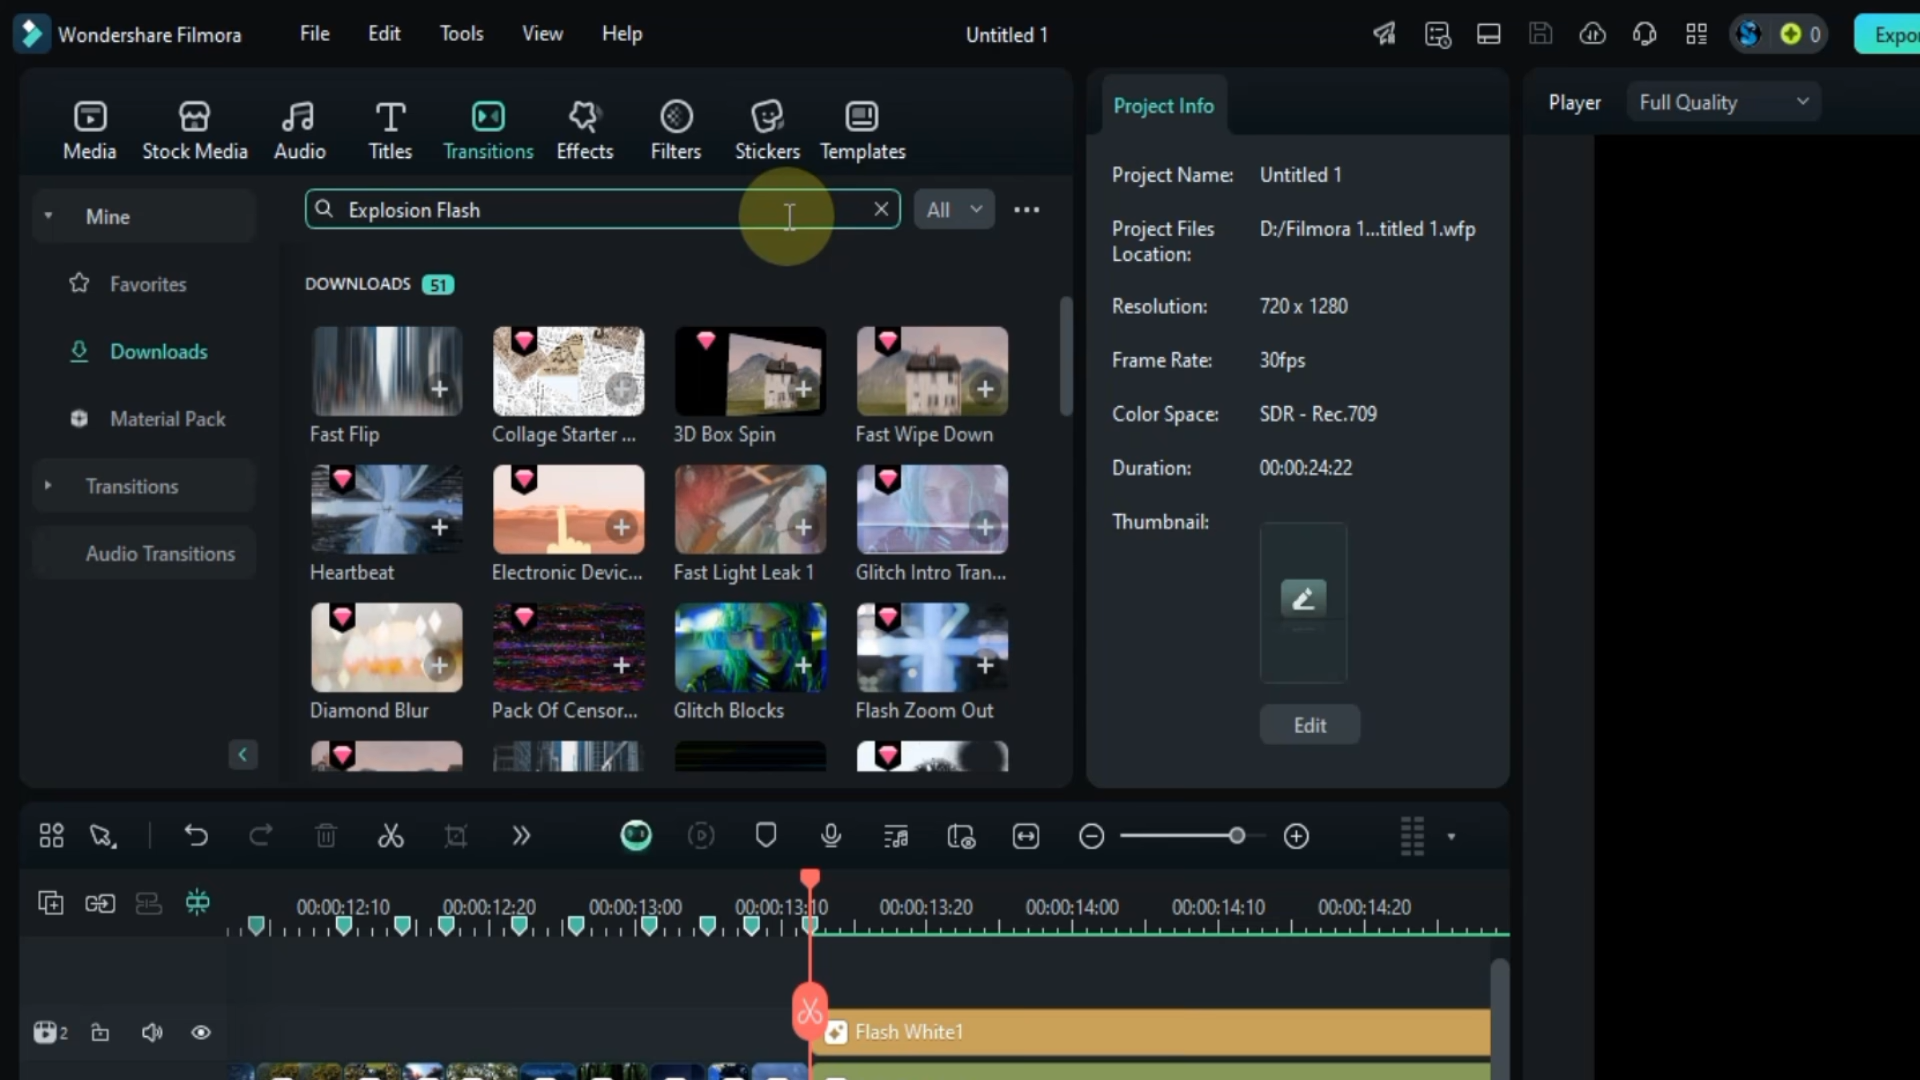 Wondershare Filmora
File
Edit
Tools
View
Help
Untitled 1
0
Media
Stock Media
Audio
Titles
Transitions
Effects
Filters
Stickers
Templates
Explosion Flash
All
Mine
Favorites
Downloads
Material Pack
Transitions
Audio Transitions
DOWNLOADS 51
Fast Flip
Collage Starter ...
3D Box Spin
Fast Wipe Down
Heartbeat
Electronic Devic...
Fast Light Leak 1
Glitch Intro Tran...
Diamond Blur
Pack Of Censor...
Glitch Blocks
Flash Zoom Out
Project Info
Project Name: Untitled 1
Project Files D:/Filmora 1...titled 1.wfp
Location:
Resolution: 720 x 1280
Frame Rate: 30fps
Color Space: SDR - Rec.709
Duration: 00:00:24:22
Thumbnail:
Edit
Player
Full Quality
00:00:12:10
00:00:12:20
00:00:13:00
00:00:13:10
00:00:13:20
00:00:14:00
00:00:14:10
00:00:14:20
2
Flash White1